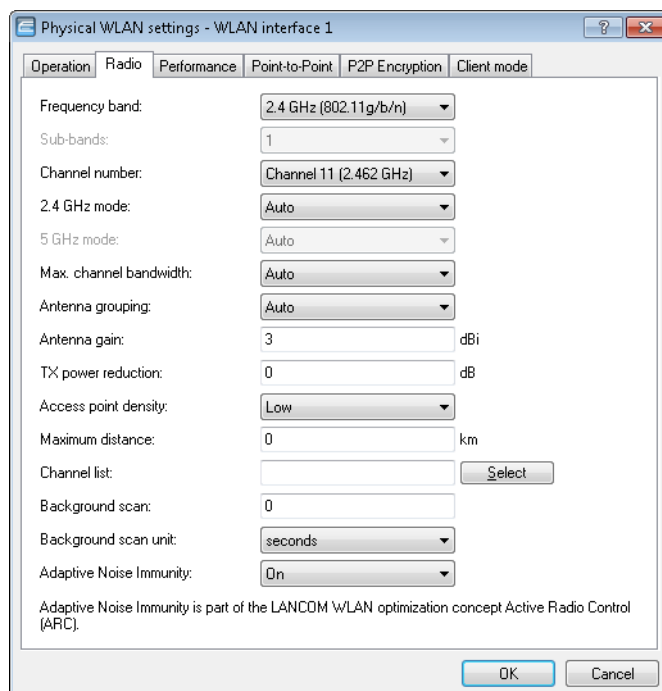 Physical WLAN settings - WLAN interface 1
Operation Radio Performance Point-to-Point P2P Encryption Client mode
Frequency band: 2.4 GHz (802.11g/b/n)
Sub-bands: 1
Channel number: Channel 11 (2.462 GHz)
2.4 GHz mode: Auto
5 GHz mode: Auto
Max. channel bandwidth: Auto
Antenna grouping: Auto
Antenna gain: 3 dBi
TX power reduction: 0 dB
Access point density: Low
Maximum distance: 0 km
Channel list: Select
Background scan: 0
Background scan unit: seconds
Adaptive Noise Immunity: On
Adaptive Noise Immunity is part of the LANCOM WLAN optimization concept Active Radio Control
(ARC).
OK Cancel